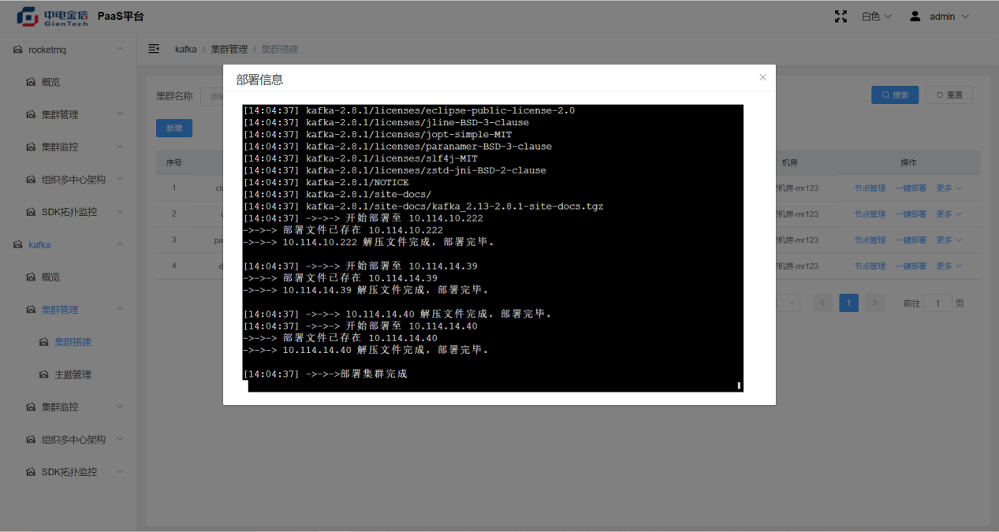 中电金信
GienTech
PaaS平台
白色
admin
rocketmq
概览
集群管理
集群监控
组织多中心架构
SDK拓扑监控
kafka
概览
集群管理
集群搭建
主题管理
集群监控
组织多中心架构
SDK拓扑监控
kafka / 集群管理 / 集群搭建
集群名称
搜索
重置
新增
序号 机房 操作
1 机房-mr123 节点管理 一键部署 更多
2 机房-mr123 节点管理 一键部署 更多
3 pa 机房-mr123 节点管理 一键部署 更多
4 机房-mr123 节点管理 一键部署 更多
1 前往 1 页
部署信息
[14:04:37] kafka-2.8.1/licenses/eclipse-public-license-2.0
[14:04:37] kafka-2.8.1/licenses/jline-BSD-3-clause
[14:04:37] kafka-2.8.1/licenses/jopt-simple-MIT
[14:04:37] kafka-2.8.1/licenses/paranamer-BSD-3-clause
[14:04:37] kafka-2.8.1/licenses/slf4j-MIT
[14:04:37] kafka-2.8.1/licenses/zstd-jni-BSD-2-clause
[14:04:37] kafka-2.8.1/NOTICE
[14:04:37] kafka-2.8.1/site-docs/
[14:04:37] kafka-2.8.1/site-docs/kafka_2.13-2.8.1-site-docs.tgz
[14:04:37] ->->-> 开始部署至 10.114.10.222
->->-> 部署文件已存在 10.114.10.222
->->-> 10.114.10.222 解压文件完成，部署完毕。
[14:04:37] ->->-> 开始部署至 10.114.14.39
->->-> 部署文件已存在 10.114.14.39
->->-> 10.114.14.39 解压文件完成，部署完毕。
[14:04:37] ->->-> 10.114.14.40 解压文件完成，部署完毕。
[14:04:37] ->->-> 开始部署至 10.114.14.40
->->-> 部署文件已存在 10.114.14.40
->->-> 10.114.14.40 解压文件完成，部署完毕。
[14:04:37] ->->->部署集群完成